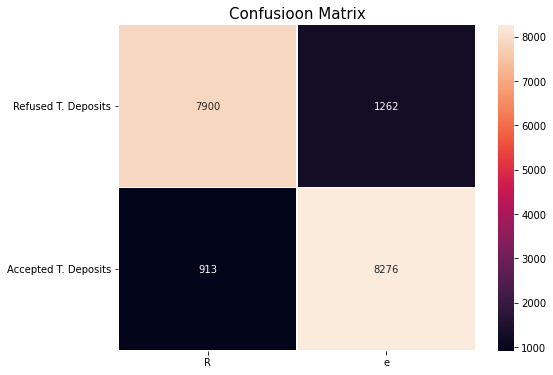 Confusioon Matrix
Refused T. Deposits
7900
1262
Accepted T. Deposits
913
8276
R
e
8000
7000
6000
5000
4000
3000
2000
1000